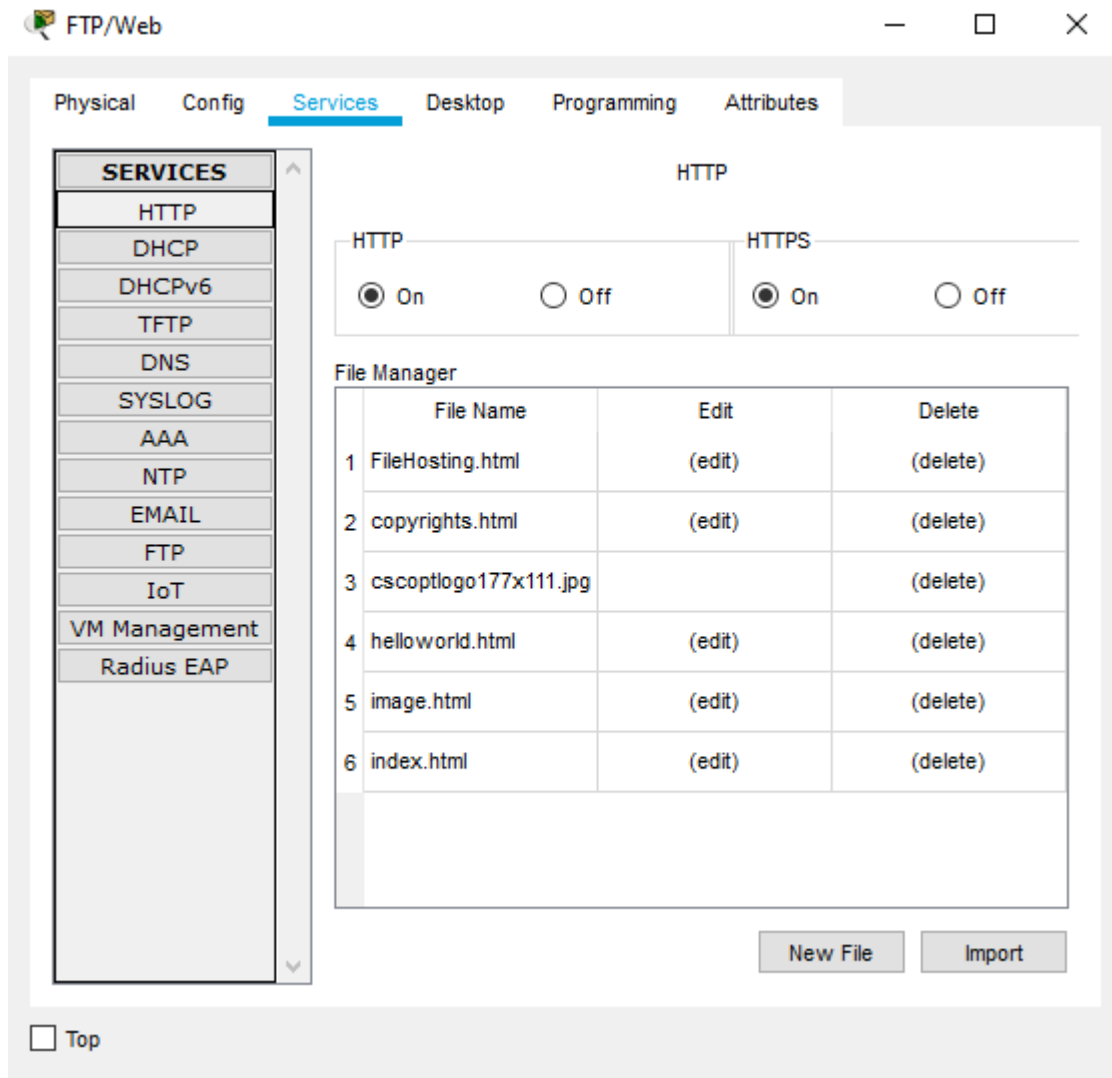 FTP/Web
Physical Config Services Desktop Programming Attributes
SERVICES
HTTP
DHCP
DHCPv6
TFTP
DNS
SYSLOG
AAA
NTP
EMAIL
FTP
IoT
VM Management
Radius EAP
HTTP
HTTP
On Off
HTTPS
On Off
File Manager
File Name Edit Delete
1 FileHosting.html (edit) (delete)
2 copyrights.html (edit) (delete)
3 cscoptlogo177x111.jpg (delete)
4 helloworld.html (edit) (delete)
5 image.html (edit) (delete)
6 index.html (edit) (delete)
New File Import
Top